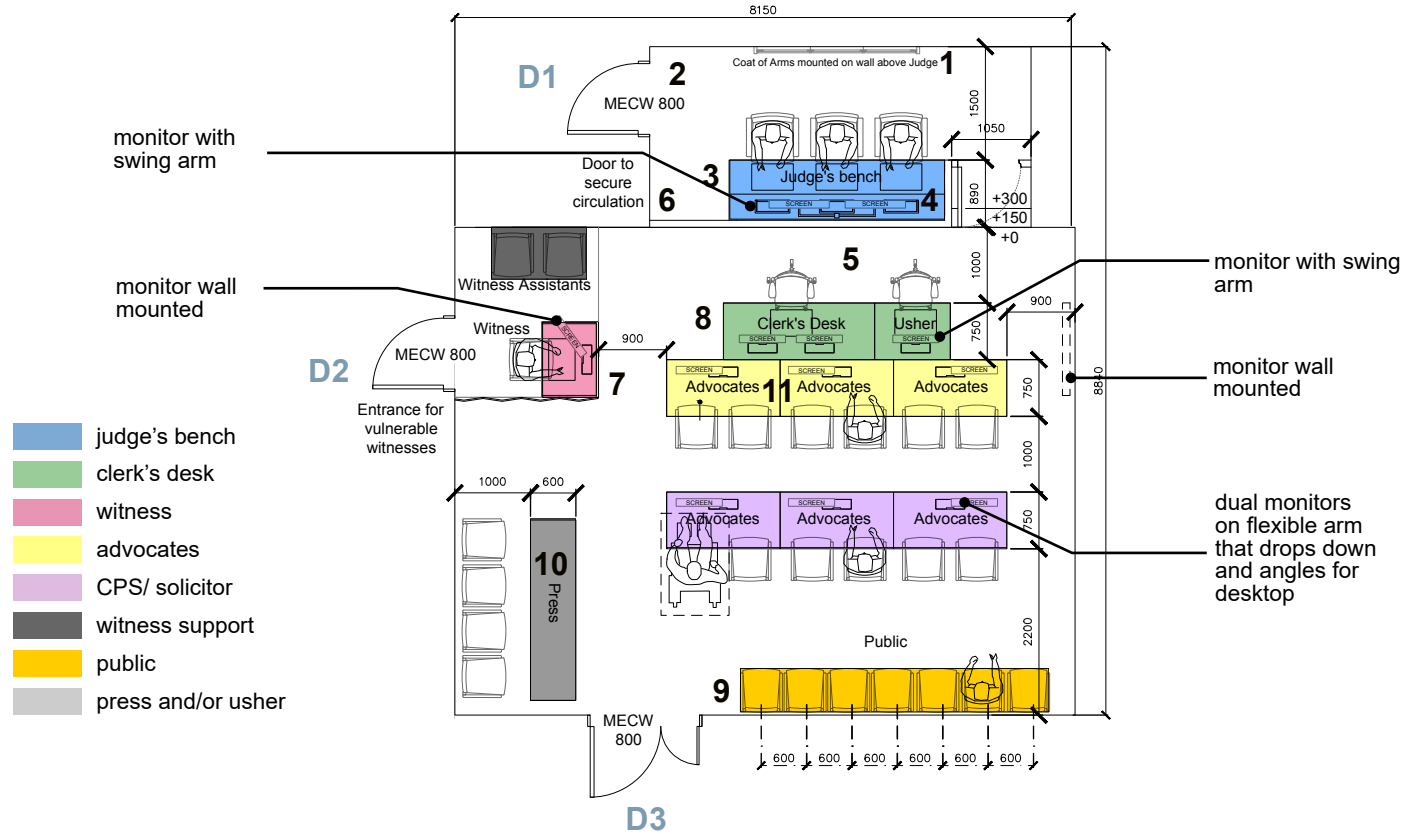 8150
D1
2
MECW 800
Coat of Arms mounted on wall above Judge
1
1500
1050
monitor with
swing arm
Door to
secure
circulation
3
Judge's bench
6
SCREEN
SCREEN
4
890
+300
+150
+0
5
1000
Witness Assistants
monitor wall
mounted
monitor with swing
arm
900
8
Clerk's Desk
Usher
SCREEN
SCREEN
SCREEN
750
Witness
SCREEN
MECW 800
900
D2
7
SCREEN
SCREEN
SCREEN
Advocates
11
Advocates
Advocates
750
8840
monitor wall
mounted
Entrance for
vulnerable
witnesses
1000
judge’s bench
clerk’s desk
witness
advocates
CPS/ solicitor
witness support
public
press and/or usher
1000
600
SCREEN
SCREEN
SCREEN
Advocates
Advocates
Advocates
750
dual monitors
on flexible arm
that drops down
and angles for
desktop
10
Press
Public
2200
9
MECW
800
600
600
600
600
600
600
D3